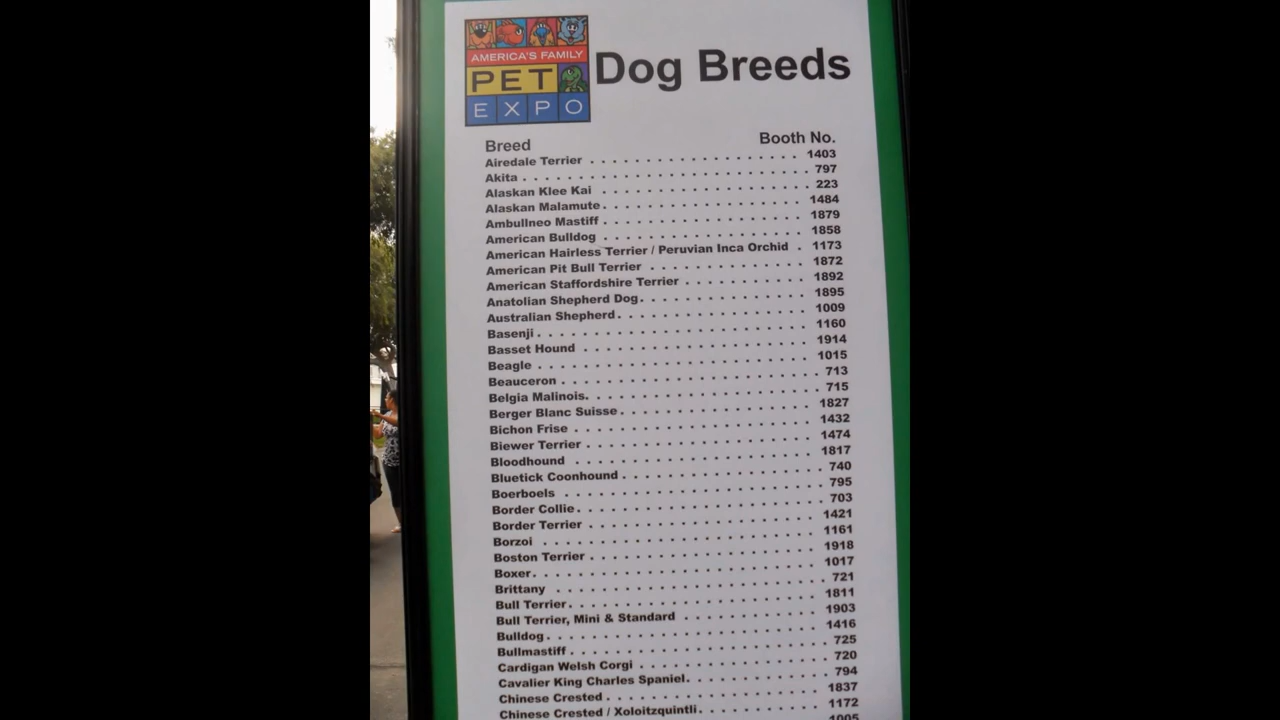 AMERICA'S FAMILY
PET
EXPO
Dog Breeds
Breed Booth No.
Airedale Terrier . . . . . . . . . . . . . . . . . . . 1403
Akita . . . . . . . . . . . . . . . . . . . 797
Alaskan Klee Kai . . . . . . . . . . . . . . . . . . . 223
Alaskan Malamute . . . . . . . . . . . . . . . . . . . 1484
Ambullneo Mastiff . . . . . . . . . . . . . . . . . . . 1879
American Bulldog . . . . . . . . . . . . . . . . . . . 1858
American Hairless Terrier / Peruvian Inca Orchid . 1173
American Pit Bull Terrier . . . . . . . . . . . . . . 1872
American Staffordshire Terrier . . . . . . . . . . . . 1892
Anatolian Shepherd Dog . . . . . . . . . . . . . . . 1895
Australian Shepherd . . . . . . . . . . . . . . . . . 1009
Basenji . . . . . . . . . . . . . . . . . . . 1160
Basset Hound . . . . . . . . . . . . . . . . . . . 1914
Beagle . . . . . . . . . . . . . . . . . . . 1015
Beauceron . . . . . . . . . . . . . . . . . . . 713
Belgia Malinois . . . . . . . . . . . . . . . . . . . 715
Berger Blanc Suisse . . . . . . . . . . . . . . . . . 1827
Bichon Frise . . . . . . . . . . . . . . . . . . . 1432
Biewer Terrier . . . . . . . . . . . . . . . . . . . 1474
Bloodhound . . . . . . . . . . . . . . . . . . . 1817
Bluetick Coonhound . . . . . . . . . . . . . . . . . 740
Boerboels . . . . . . . . . . . . . . . . . . . 795
Border Collie . . . . . . . . . . . . . . . . . . . 703
Border Terrier . . . . . . . . . . . . . . . . . . . 1421
Borzoi . . . . . . . . . . . . . . . . . . . 1161
Boston Terrier . . . . . . . . . . . . . . . . . . . 1918
Boxer . . . . . . . . . . . . . . . . . . . 1017
Brittany . . . . . . . . . . . . . . . . . . . 721
Bull Terrier . . . . . . . . . . . . . . . . . . . 1811
Bull Terrier, Mini & Standard . . . . . . . . . . . . 1903
Bulldog . . . . . . . . . . . . . . . . . . . 1416
Bullmastiff . . . . . . . . . . . . . . . . . . . 725
Cardigan Welsh Corgi . . . . . . . . . . . . . . . 720
Cavalier King Charles Spaniel . . . . . . . . . . . . 794
Chinese Crested . . . . . . . . . . . . . . . . . . 1837
Chinese Crested / Xoloitzquintli . . . . . . . . . . . 1172
1005